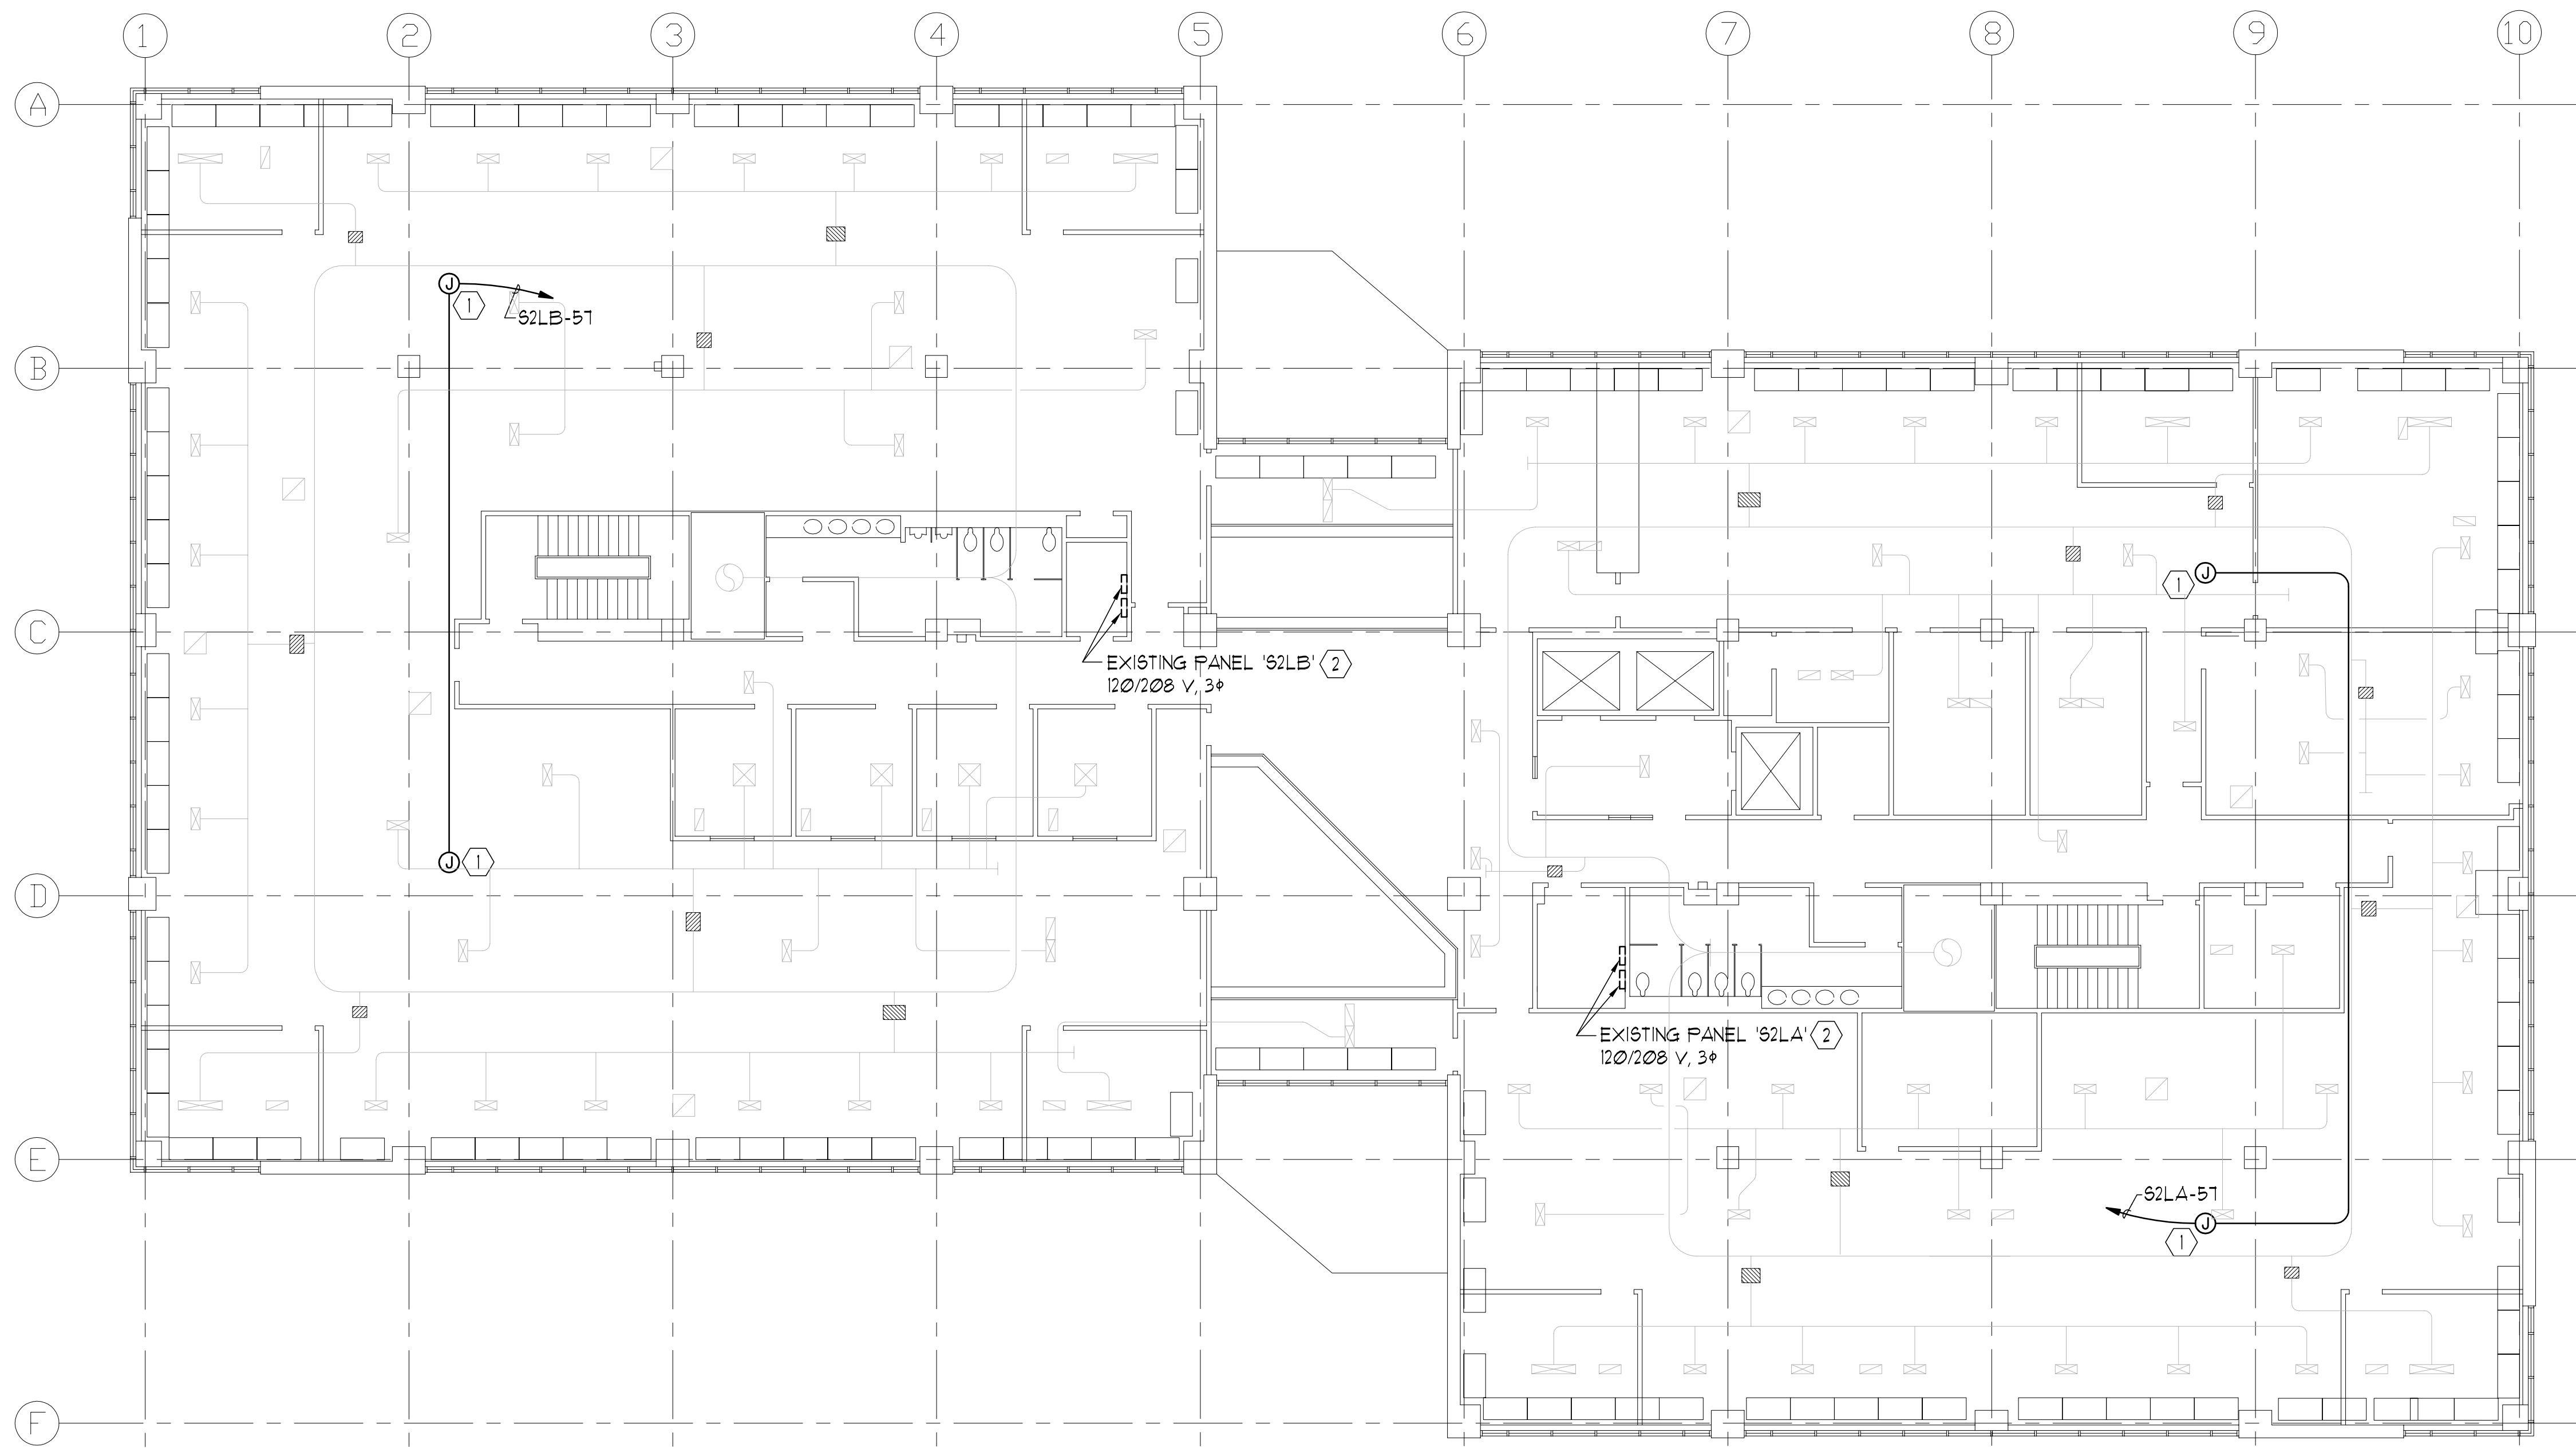 1 2 3 4 5 6 7 8 9 10
A
J
1
S2LB-57
B
J
1
C
EXISTING PANEL 'S2LB' 2
120/208 V, 3ϕ
J
1
D
EXISTING PANEL 'S2LA' 2
120/208 V, 3ϕ
E
S2LA-57
J
1
F